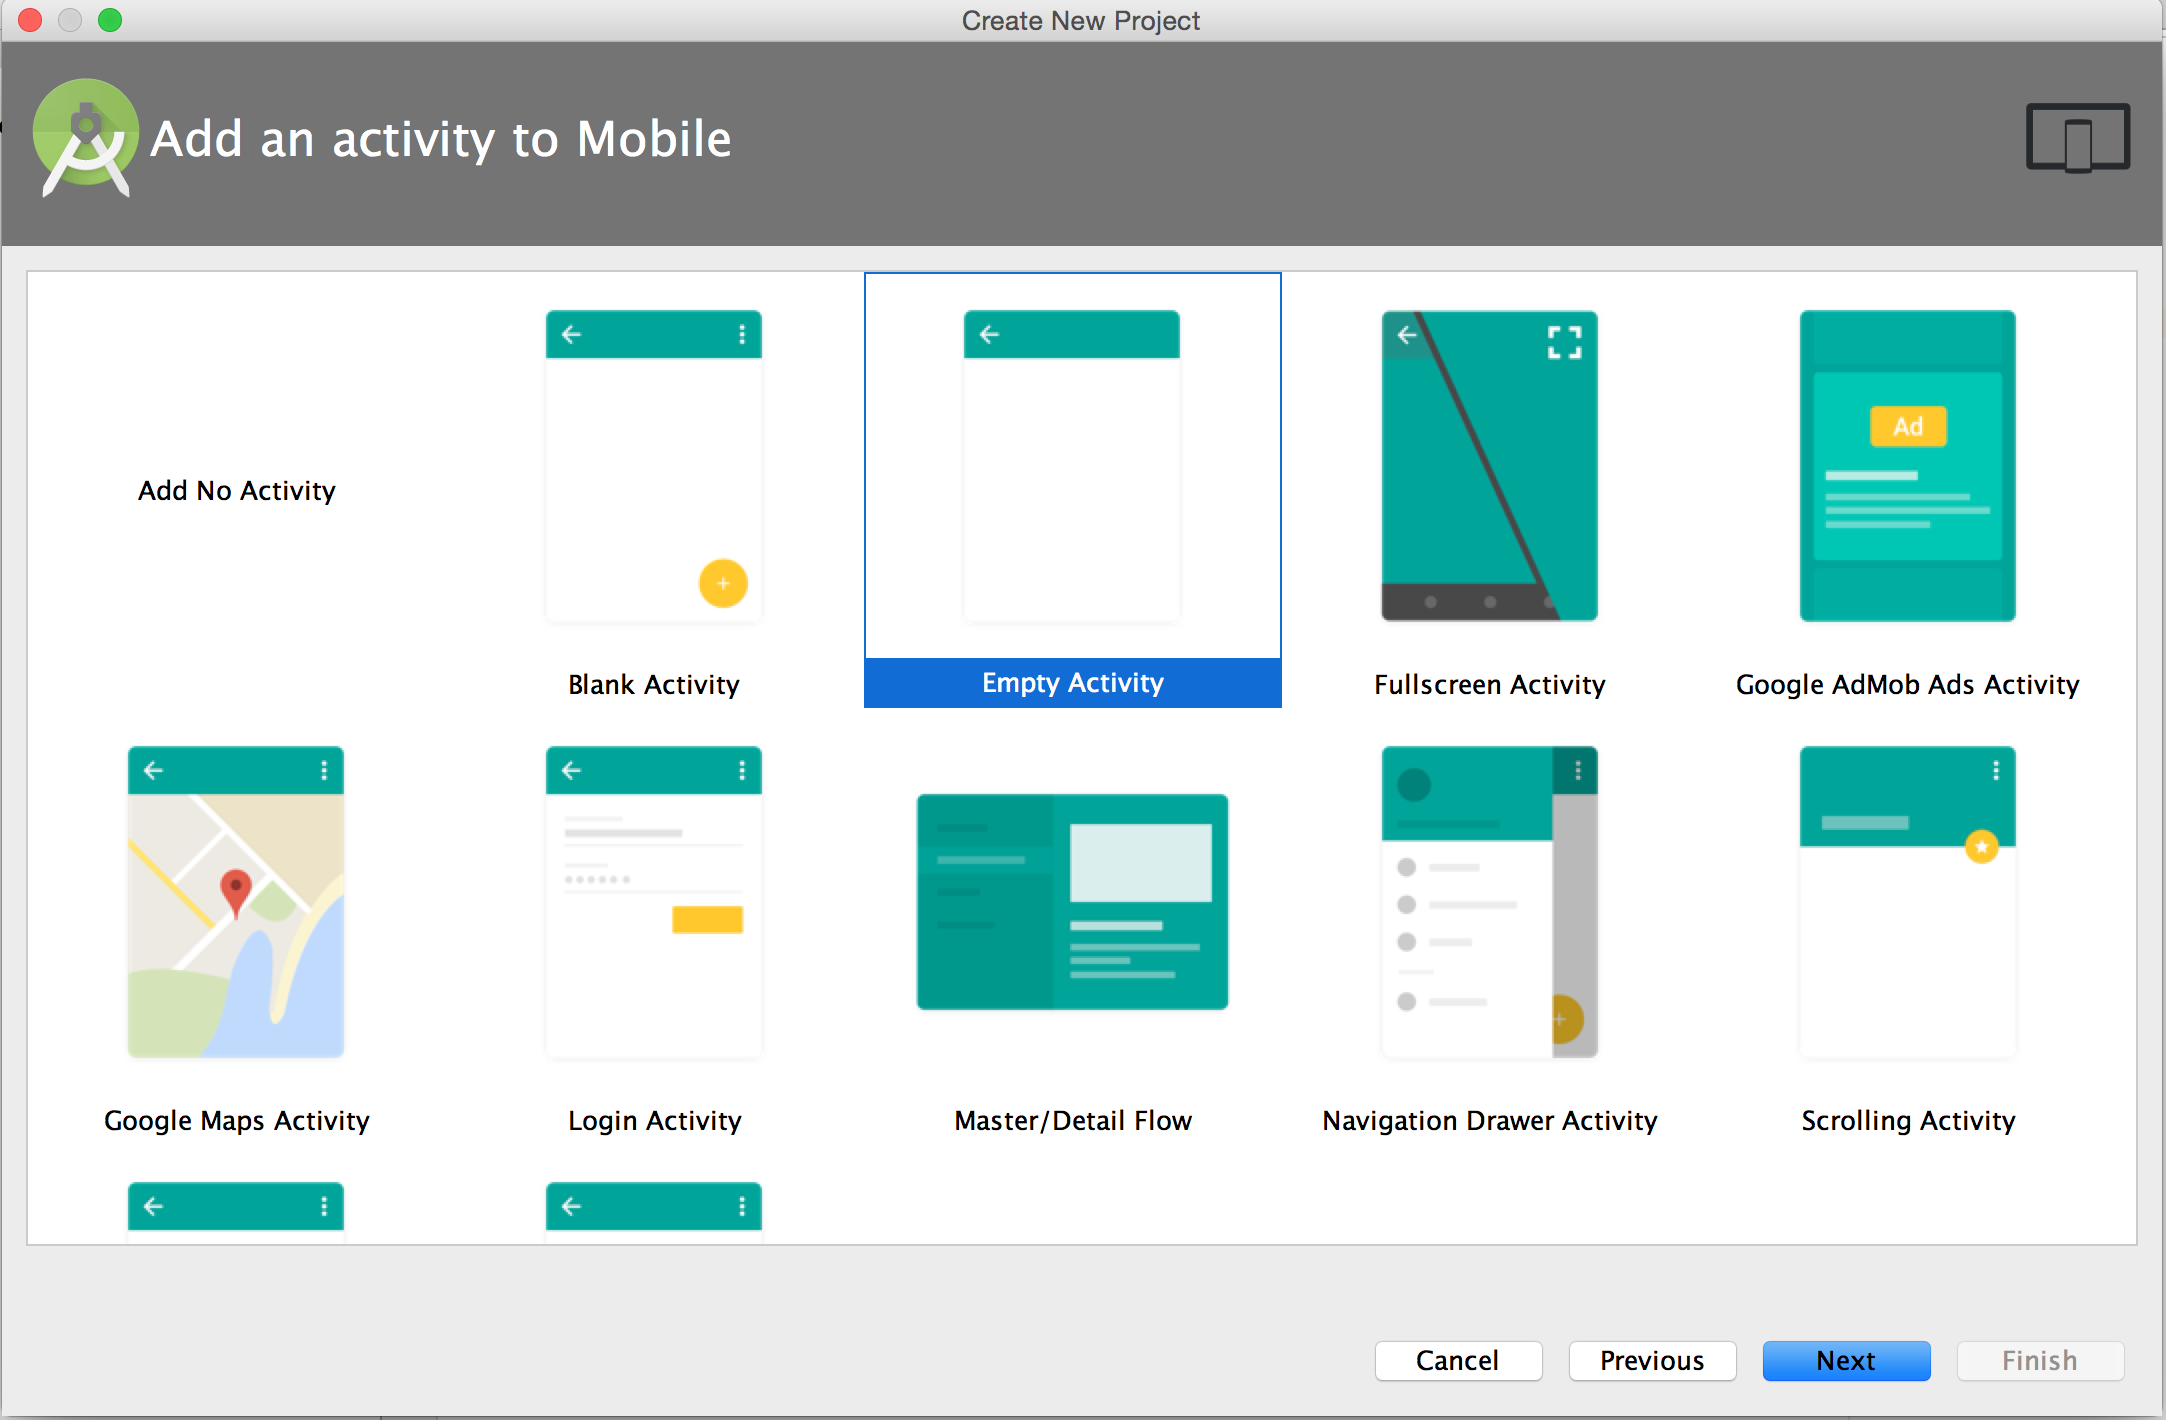 Create New Project
Add an activity to Mobile
Ad
Add No Activity
Blank Activity
Empty Activity
Fullscreen Activity
Google AdMob Ads Activity
Google Maps Activity
Login Activity
Master/Detail Flow
Navigation Drawer Activity
Scrolling Activity
Cancel
Previous
Next
Finish